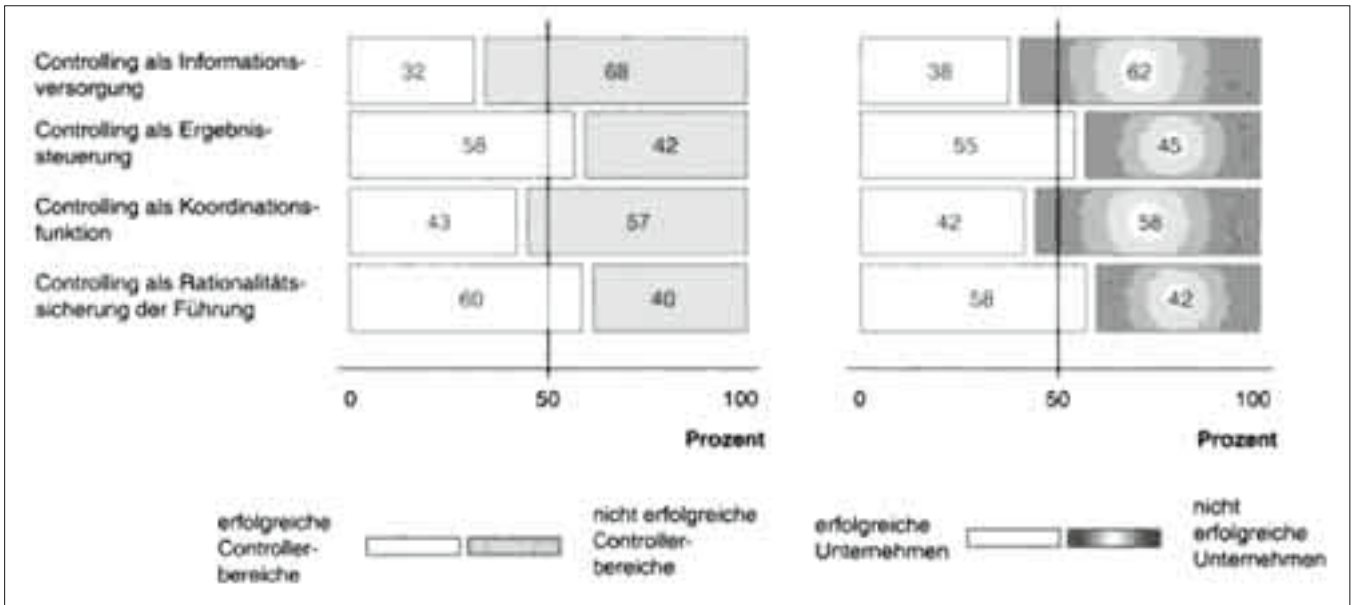 Controlling als Informations-
versorgung
32 68 38 62
Controlling als Ergebnis-
steuerung
58 42 55 45
Controlling als Koordinations-
funktion
43 57 42 58
Controlling als Rationalitäts-
sicherung der Führung
60 40 58 42
0 50 100 0 50 100
Prozent Prozent
erfolgreiche
Controller-
bereiche
nicht erfolgreiche
Controller-
bereiche
erfolgreiche
Unternehmen
nicht
erfolgreiche
Unternehmen